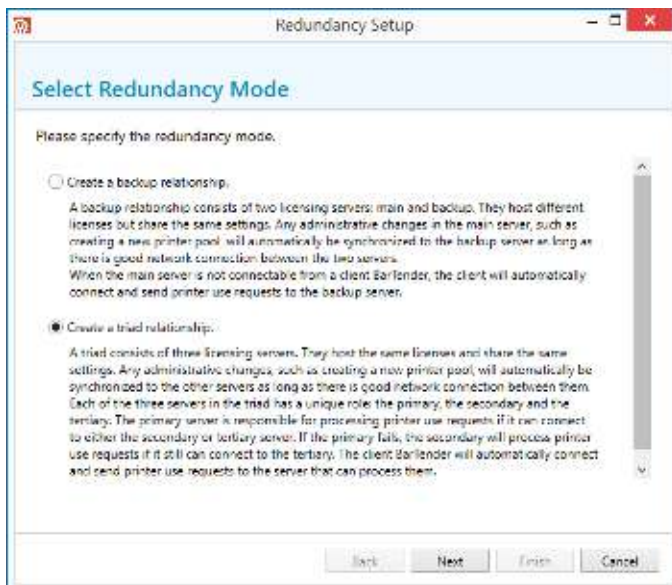 Redundancy Setup
Select Redundancy Mode
Please specify the redundancy mode.
Create a backup relationship.
A backup relationship consists of two licensing servers: main and backup. They host different
licenses but share the same settings. Any administrative changes in the main server, such as
creating a new printer pool, will automatically be synchronized to the backup server as long as
there is good network connection between the two servers.
When the main server is not connectable from a client BarTender, the client will automatically
connect and send printer use requests to the backup server.
Create a triad relationship.
A triad consists of three licensing servers. They host the same licenses and share the same
settings. Any administrative changes, such as creating a new printer pool, will automatically be
synchronized to the other servers as long as there is good network connection between them.
Each of the three servers in the triad has a unique role: the primary, the secondary and the
tertiary. The primary server is responsible for processing printer use requests if it can connect
to either the secondary or tertiary server. If the primary fails, the secondary will process printer
use requests if it still can connect to the tertiary. The client BarTender will automatically connect
and send printer use requests to the server that can process them.
Back Next Finish Cancel